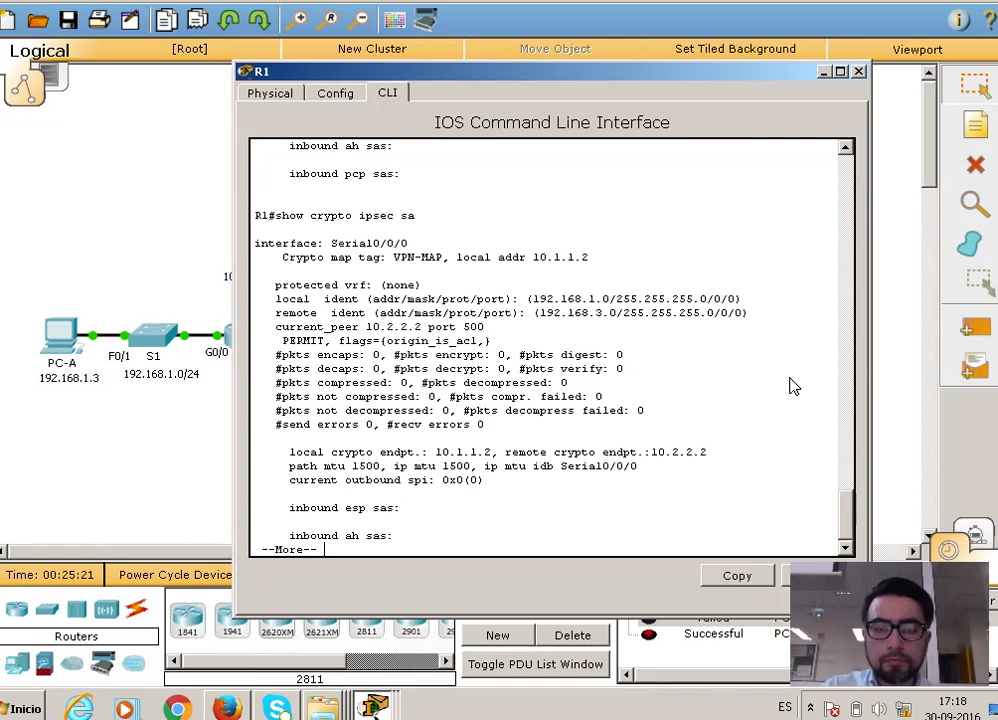 Logical
[Root]
New Cluster
Move Object
Set Tiled Background
Viewport
R1
Physical
Config
CLI
IOS Command Line Interface
inbound ah sas:
inbound pcp sas:
R1#show crypto ipsec sa
interface: Serial0/0/0
Crypto map tag: VPN-MAP, local addr 10.1.1.2
protected vrf: (none)
local ident (addr/mask/prot/port): (192.168.1.0/255.255.255.0/0/0)
remote ident (addr/mask/prot/port): (192.168.3.0/255.255.255.0/0/0)
current_peer 10.2.2.2 port 500
PERMIT, flags={origin_is_acl,}
#pkts encaps: 0, #pkts encrypt: 0, #pkts digest: 0
#pkts decaps: 0, #pkts decrypt: 0, #pkts verify: 0
#pkts compressed: 0, #pkts decompressed: 0
#pkts not compressed: 0, #pkts compr. failed: 0
#pkts not decompressed: 0, #pkts decompress failed: 0
#send errors 0, #recv errors 0
local crypto endpt.: 10.1.1.2, remote crypto endpt.:10.2.2.2
path mtu 1500, ip mtu 1500, ip mtu idb Serial0/0/0
current outbound spi: 0x0(0)
inbound esp sas:
inbound ah sas:
--More--
Copy
10
PC-A
192.168.1.3
F0/1
S1
G0/0
192.168.1.0/24
Time: 00:25:21
Power Cycle Device
Routers
1841
1941
2620XM
2621XM
2811
2901
2811
New
Delete
Toggle PDU List Window
Successful
PC
Inicio
ES
17:18
30-09-2016